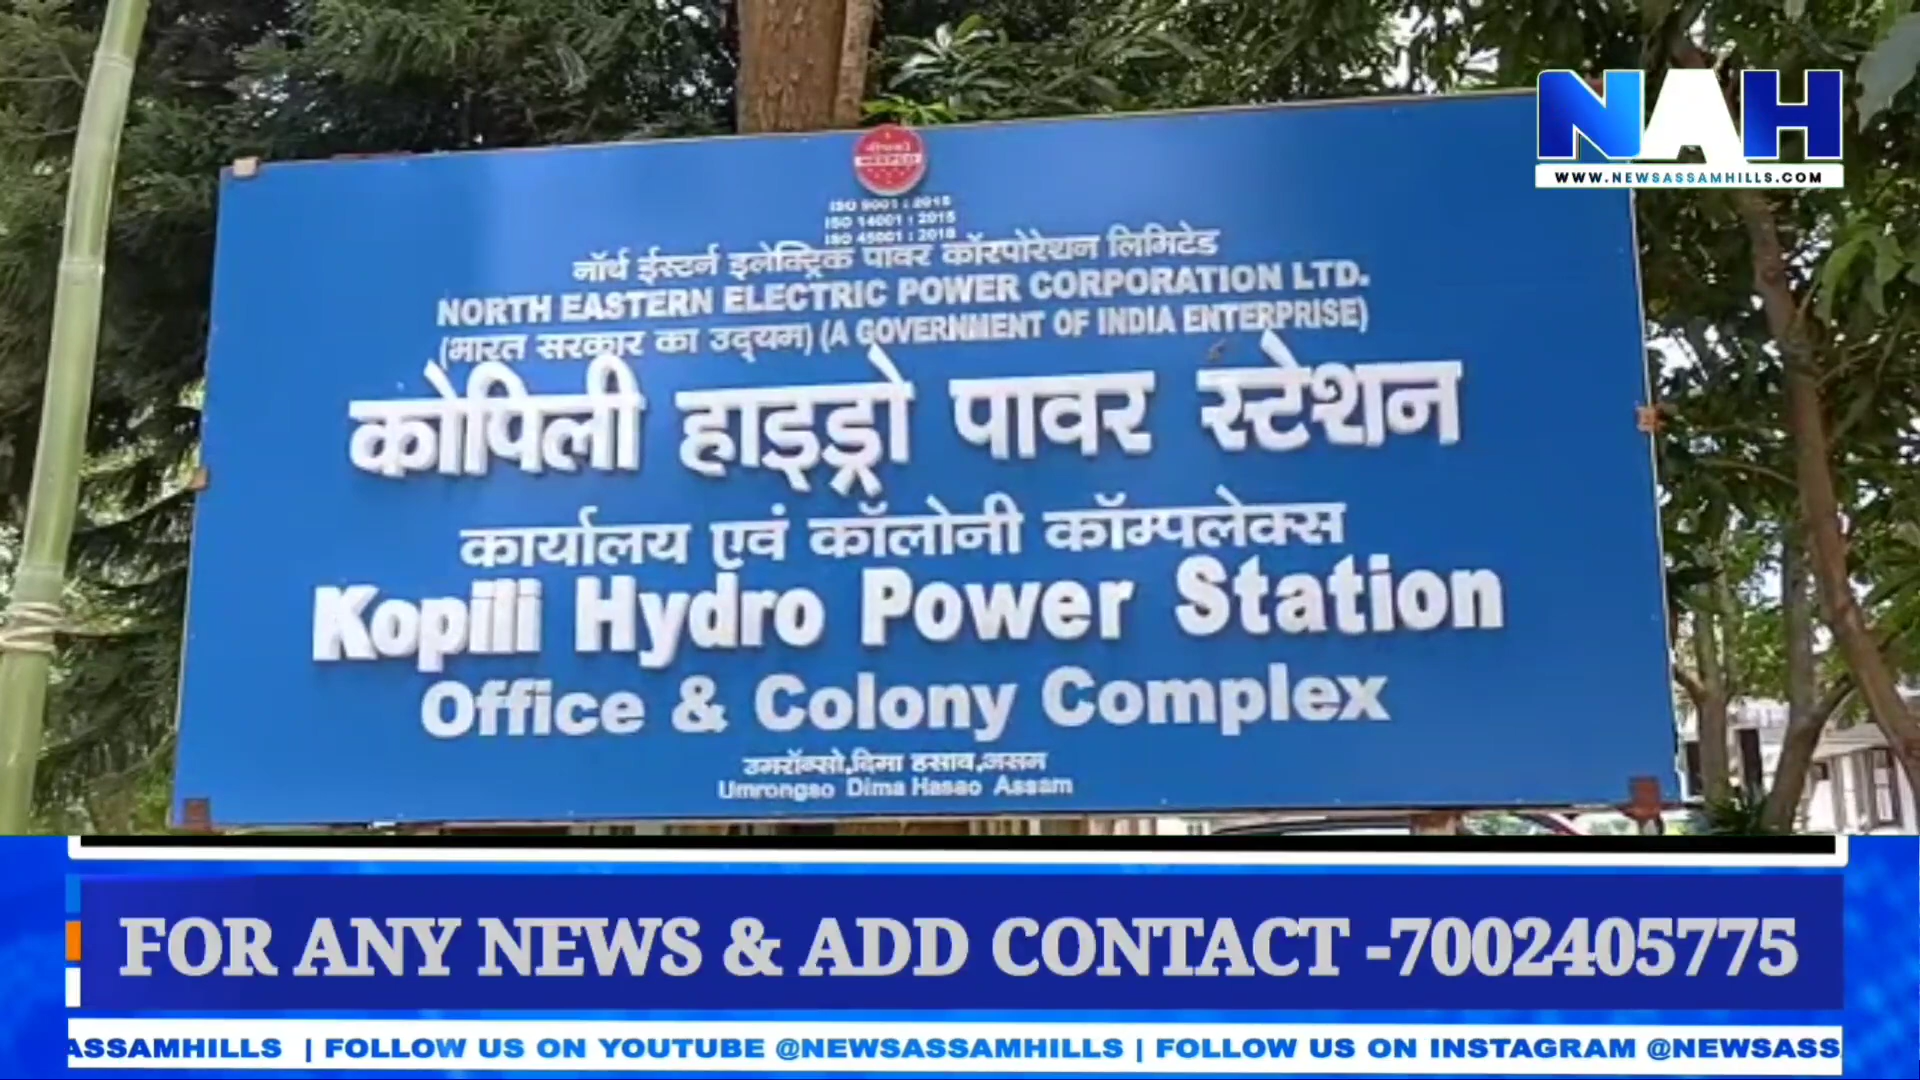 NAH
WWW.NEWSASSAMHILLS.COM
नीपको
NEEPCO
ISO 9001 : 2015
ISO 14001 : 2015
ISO 45001 : 2018
नॉर्थ ईस्टर्न इलेक्ट्रिक पावर कॉरपोरेशन लिमिटेड
NORTH EASTERN ELECTRIC POWER CORPORATION LTD.
(भारत सरकार का उद्यम) (A GOVERNMENT OF INDIA ENTERPRISE)
कोपिली हाइड्रो पावर स्टेशन
कार्यालय एवं कॉलोनी कॉम्पलेक्स
Kopili Hydro Power Station
Office & Colony Complex
उमरॉन्सो,दिमा हसाव,असम
Umrongso Dima Hasao Assam
FOR ANY NEWS & ADD CONTACT -7002405775
ASSAMHILLS | FOLLOW US ON YOUTUBE @NEWSASSAMHILLS | FOLLOW US ON INSTAGRAM @NEWSASS